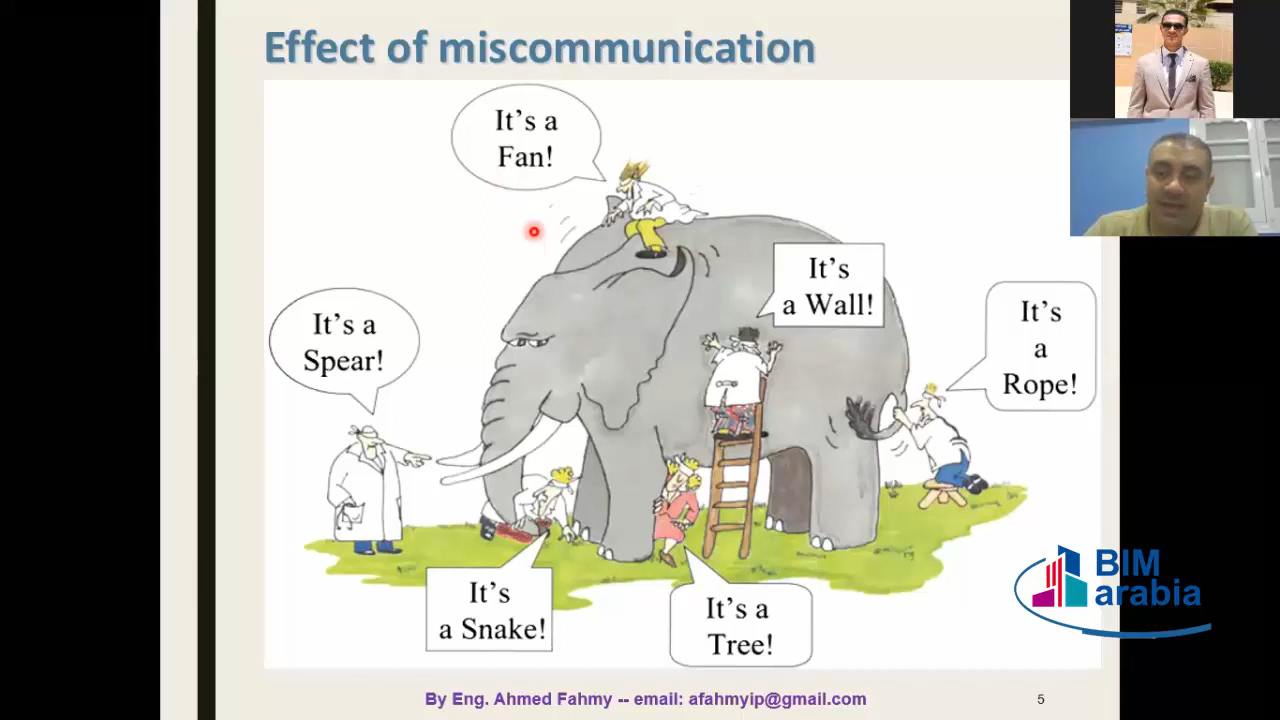 Effect of miscommunication
It's a
Fan!
It's
a Wall!
It's a
Spear!
It's
a
Rope!
It's
a Snake!
It's a
Tree!
BIM
arabia
By Eng. Ahmed Fahmy -- email: afahmyip@gmail.com
5